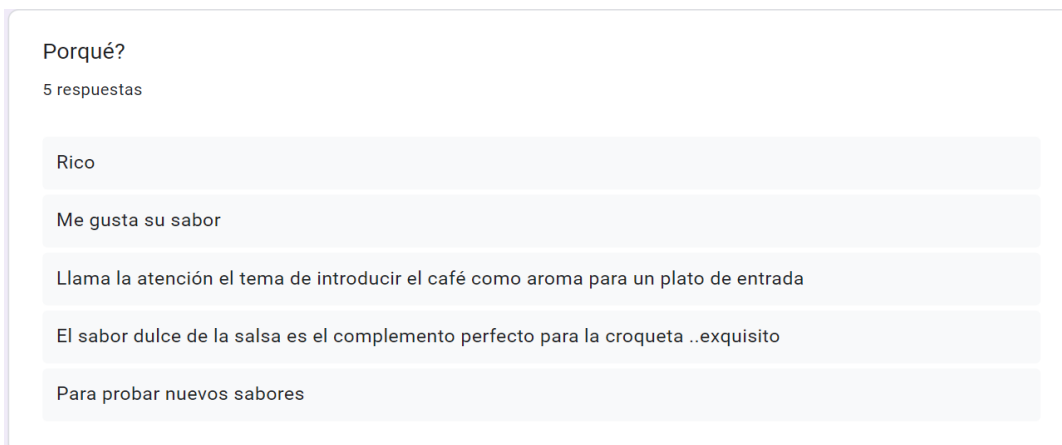 Porqué?
5 respuestas
Rico
Me gusta su sabor
Llama la atención el tema de introducir el café como aroma para un plato de entrada
El sabor dulce de la salsa es el complemento perfecto para la croqueta ..exquisito
Para probar nuevos sabores